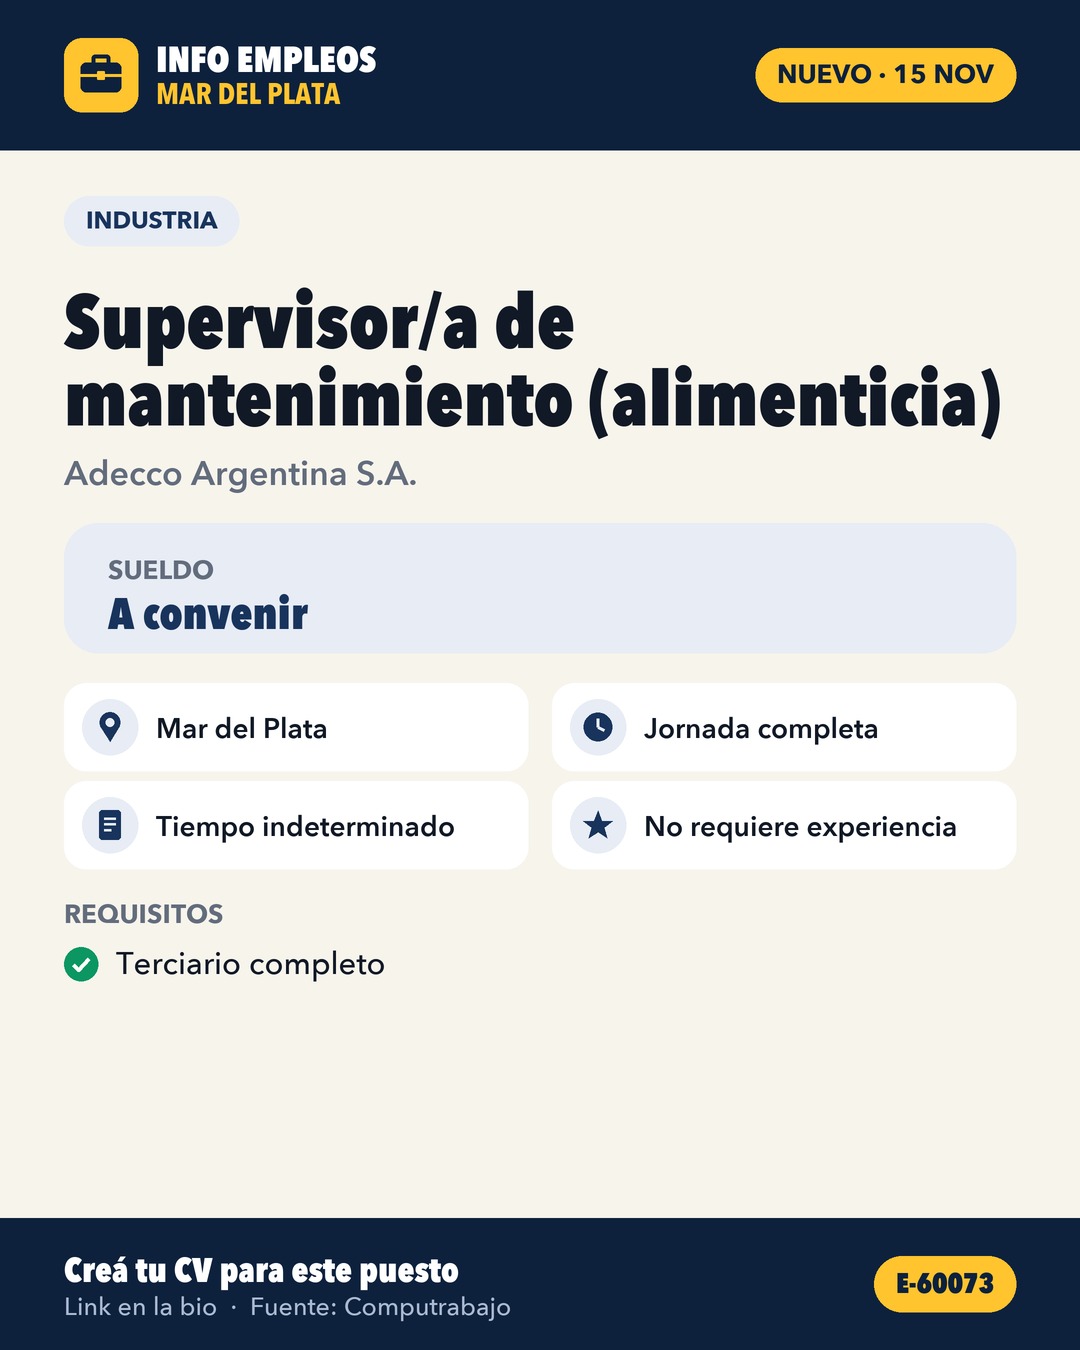 INFO EMPLEOS
MAR DEL PLATA
NUEVO · 15 NOV
INDUSTRIA
Supervisor/a de
mantenimiento (alimenticia)
Adecco Argentina S.A.
SUELDO
A convenir
Mar del Plata
Jornada completa
Tiempo indeterminado
No requiere experiencia
REQUISITOS
Terciario completo
Creá tu CV para este puesto
Link en la bio · Fuente: Computrabajo
E-60073